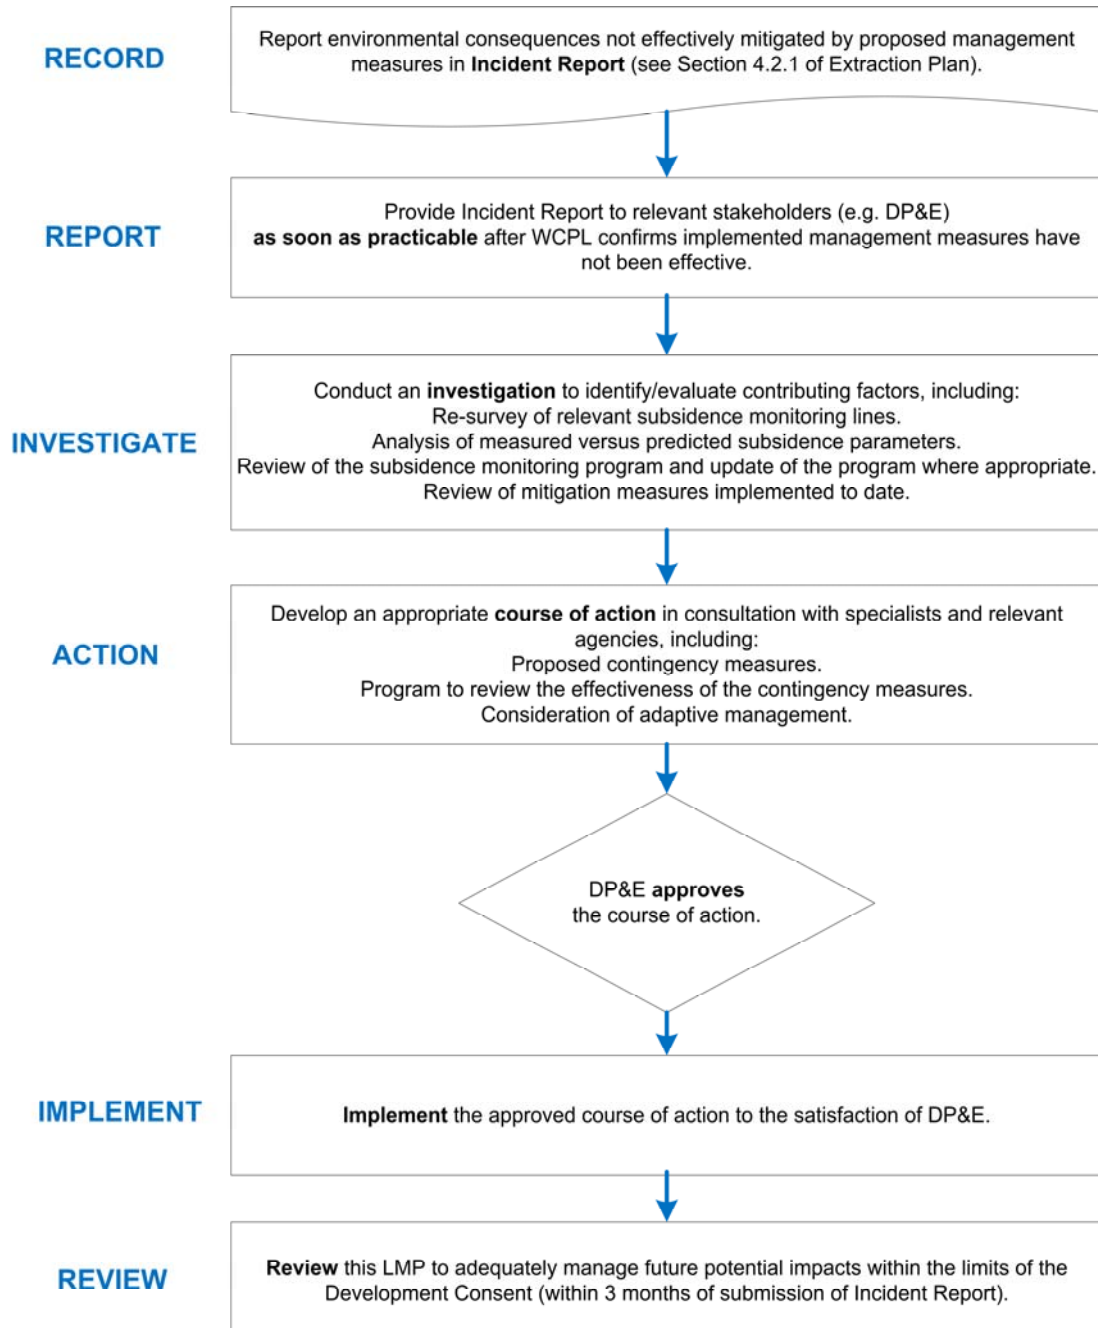 RECORD
Report environmental consequences not effectively mitigated by proposed management
measures in Incident Report (see Section 4.2.1 of Extraction Plan).
REPORT
Provide Incident Report to relevant stakeholders (e.g. DP&E)
as soon as practicable after WCPL confirms implemented management measures have
not been effective.
INVESTIGATE
Conduct an investigation to identify/evaluate contributing factors, including:
Re-survey of relevant subsidence monitoring lines.
Analysis of measured versus predicted subsidence parameters.
Review of the subsidence monitoring program and update of the program where appropriate.
Review of mitigation measures implemented to date.
ACTION
Develop an appropriate course of action in consultation with specialists and relevant
agencies, including:
Proposed contingency measures.
Program to review the effectiveness of the contingency measures.
Consideration of adaptive management.
DP&E approves
the course of action.
IMPLEMENT
Implement the approved course of action to the satisfaction of DP&E.
REVIEW
Review this LMP to adequately manage future potential impacts within the limits of the
Development Consent (within 3 months of submission of Incident Report).